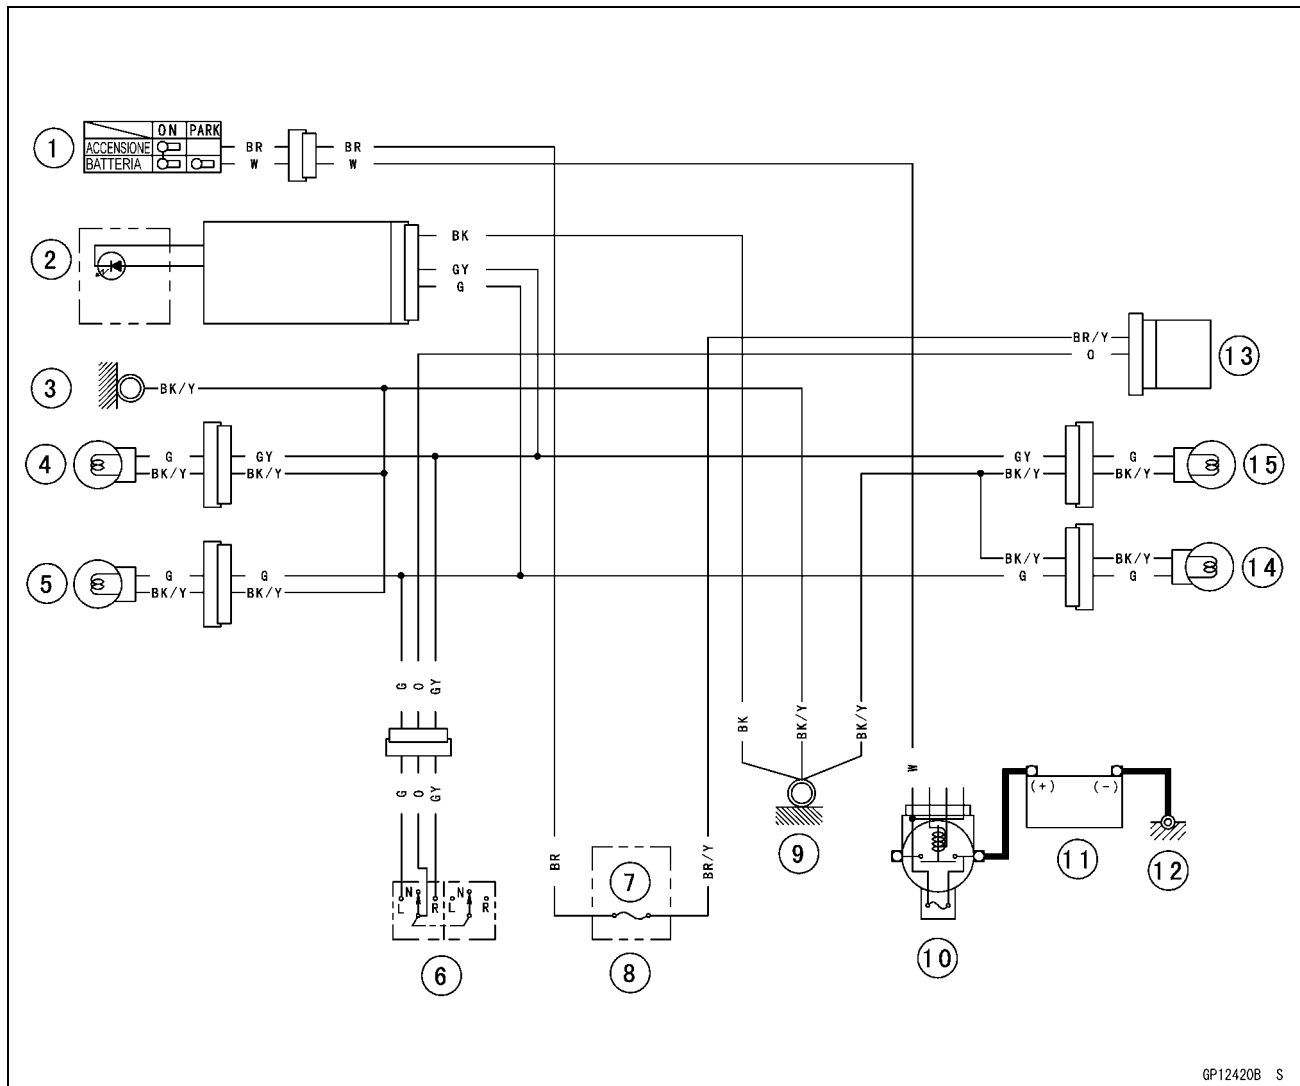 ON PARK
1 ACCENSIONE BR BR
BATTERIA W W
2 BK
GY
G
BR/Y
O 13
3 BK/Y
4 G GY GY G 15
BK/Y BK/Y BK/Y BK/Y
BK/Y BK/Y 14
5 G G G G
BK/Y BK/Y
G O GY
BK BK/Y BK/Y
W
G O GY
(+) (-)
BR BR/Y
9 11 12
7
N N
L R L R
6 8 10
GP12420B S